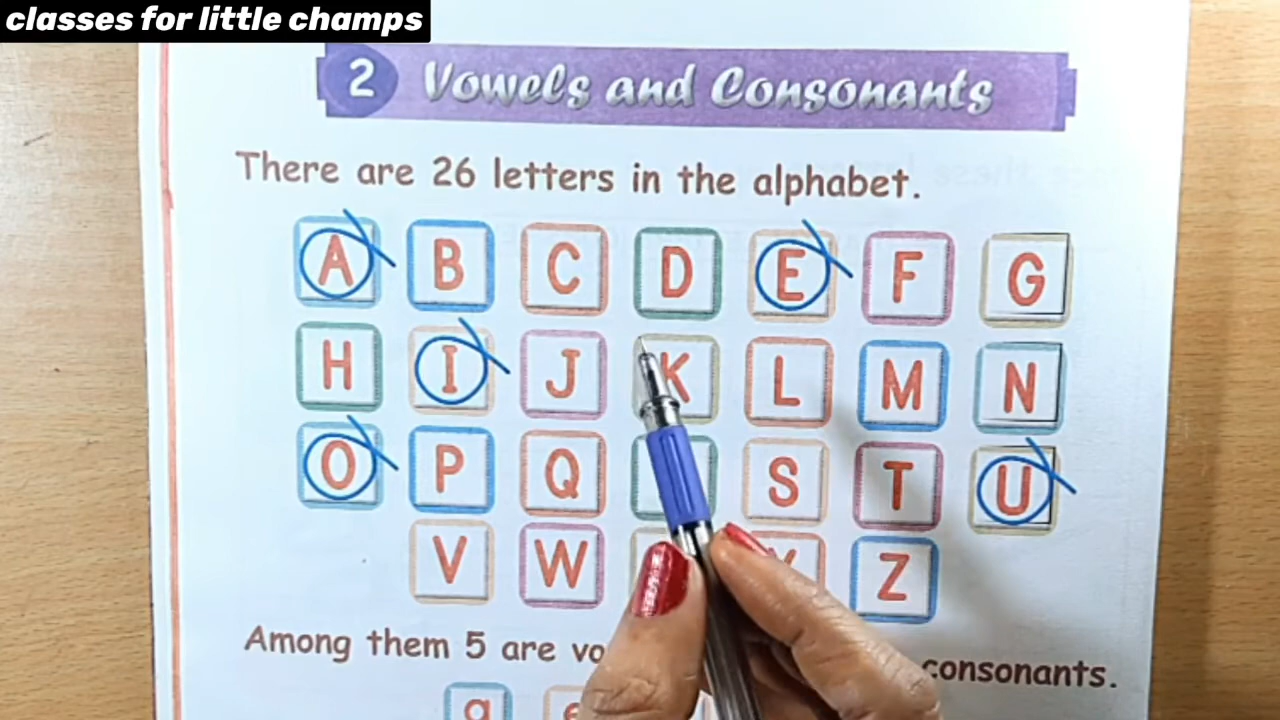 classes for little champs
2 Vowels and Consonants
There are 26 letters in the alphabet.
A B C D E F G
H I J K L M N
O P Q S T U
V W Z
Among them 5 are consonants.
a